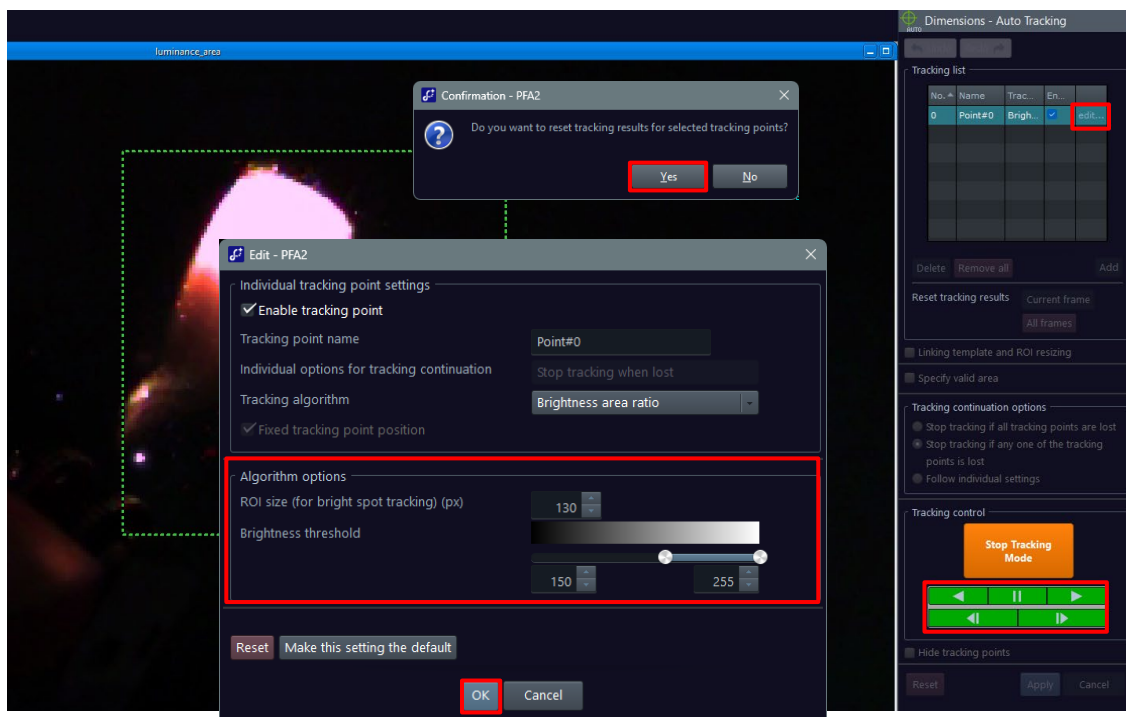 luminance_area
Confirmation - PFA2
Do you want to reset tracking results for selected tracking points?
Yes
No
Edit - PFA2
Individual tracking point settings
Enable tracking point
Tracking point name
Point#0
Individual options for tracking continuation
Stop tracking when lost
Tracking algorithm
Brightness area ratio
Fixed tracking point position
Algorithm options
ROI size (for bright spot tracking) (px)
130
Brightness threshold
150
255
Reset
Make this setting the default
OK
Cancel
AUTO
Dimensions - Auto Tracking
Tracking list
No. Name Trac... En...
0 Point#0 Brigh... edit...
Delete Remove all Add
Reset tracking results Current frame
All frames
Linking template and ROI resizing
Specify valid area
Tracking continuation options
Stop tracking if all tracking points are lost
Stop tracking if any one of the tracking
points is lost
Follow individual settings
Tracking control
Stop Tracking
Mode
Hide tracking points
Reset Apply Cancel